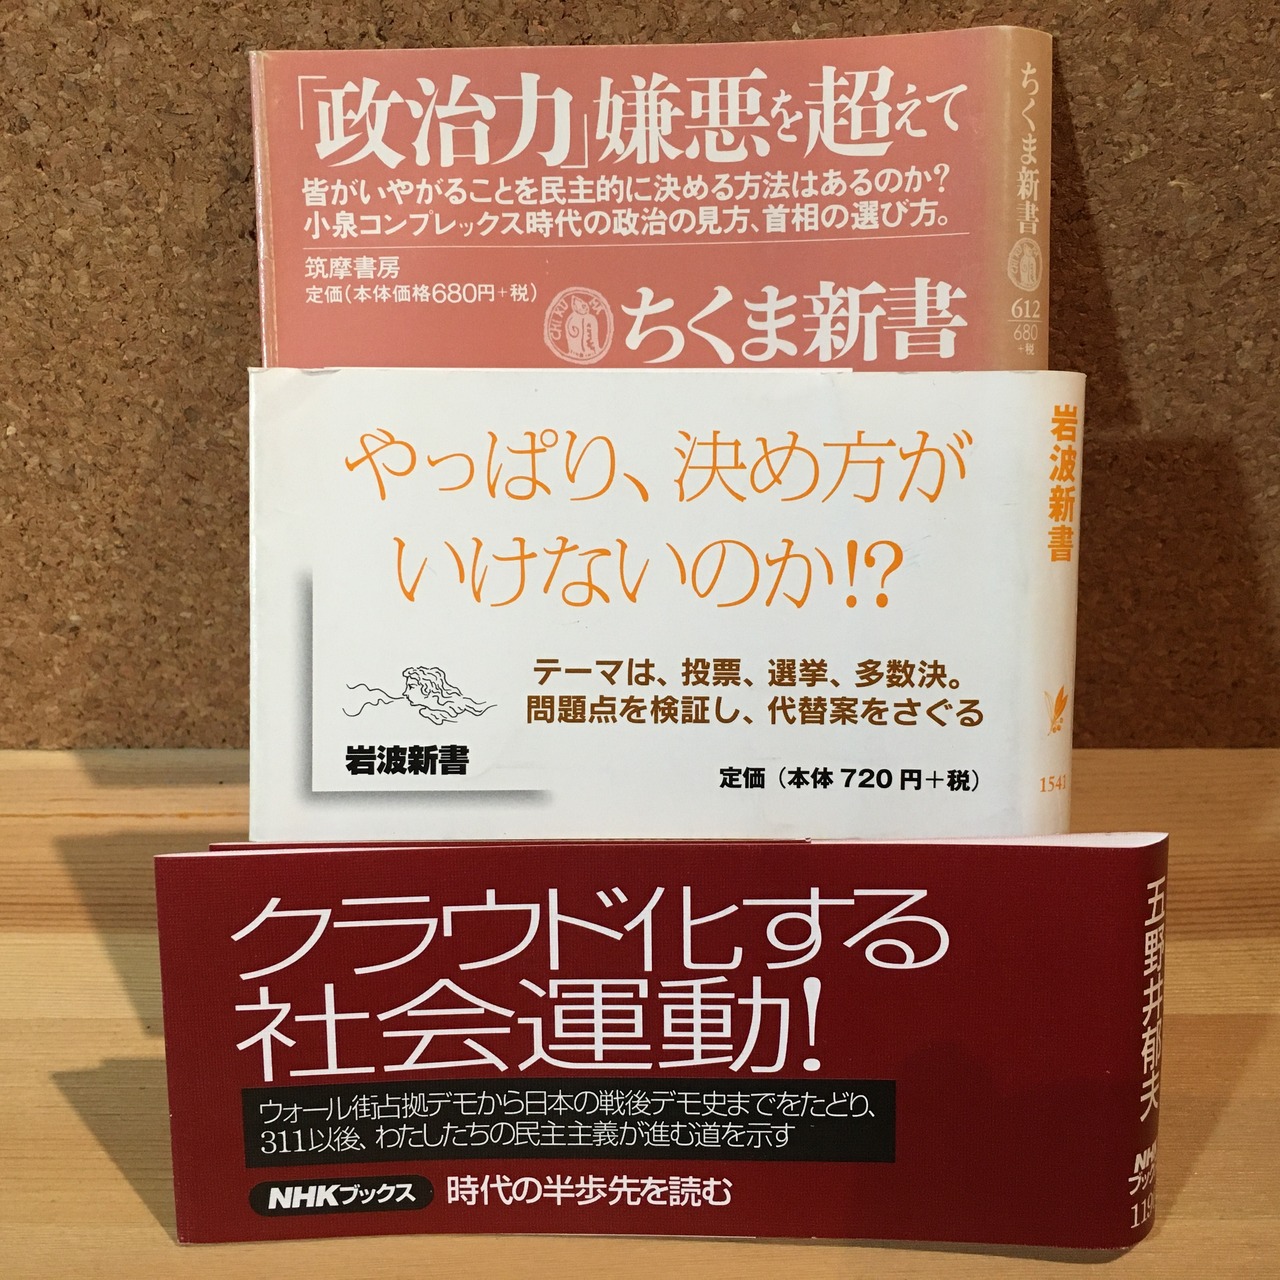 「政治力」嫌悪を超えて
皆がいやがることを民主的に決める方法はあるのか?
小泉コンプレックス時代の政治の見方、首相の選び方。
筑摩書房
定価(本体価格680円+税)
CHIKUMA
ちくま新書
ちくま新書
612
680
+税
やっぱり、決め方が
いけないのか!?
テーマは、投票、選挙、多数決。
問題点を検証し、代替案をさぐる
岩波新書
定価(本体720円+税)
岩波新書
1541
クラウド化する
社会運動!
ウォール街占拠デモから日本の戦後デモ史までをたどり、
311以後、わたしたちの民主主義が進む道を示す
NHKブックス 時代の半歩先を読む
五野井郁夫
NHK
ブック